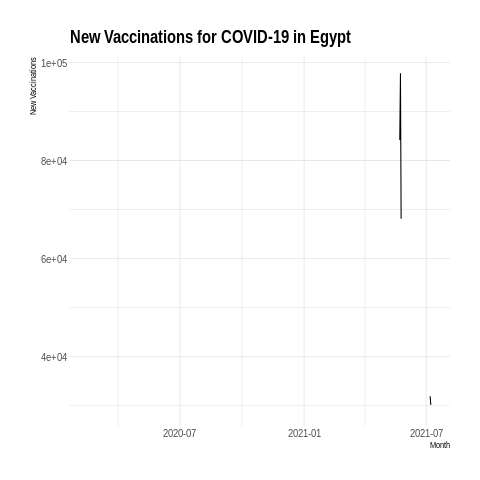 New Vaccinations for COVID-19 in Egypt
New Vaccinations
1e+05
8e+04
6e+04
4e+04
2020-07
2021-01
2021-07
Month